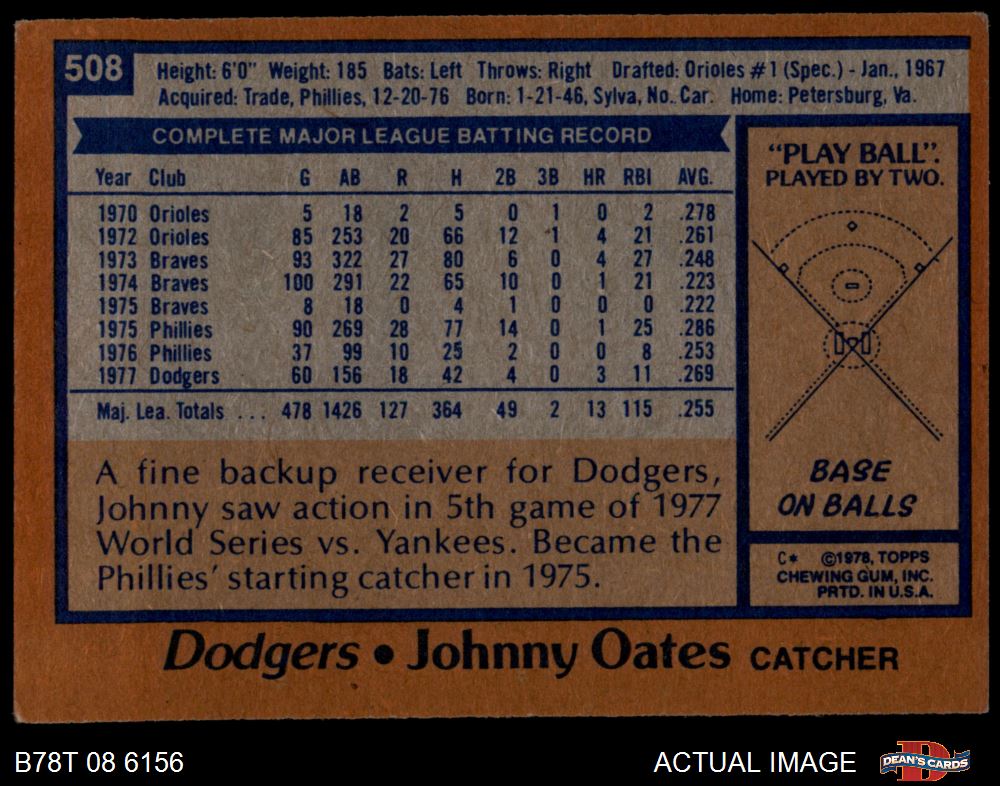 508
Height: 6'0" Weight: 185 Bats: Left Throws: Right Drafted: Orioles #1 (Spec.) - Jan., 1967
Acquired: Trade, Phillies, 12-20-76 Born: 1-21-46, Sylva, No. Car. Home: Petersburg, Va.
COMPLETE MAJOR LEAGUE BATTING RECORD
Year Club G AB R H 2B 3B HR RBI AVG.
1970 Orioles 5 18 2 5 0 1 0 2 .278
1972 Orioles 85 253 20 66 12 1 4 21 .261
1973 Braves 93 322 27 80 6 0 4 27 .248
1974 Braves 100 291 22 65 10 0 1 21 .223
1975 Braves 8 18 0 4 1 0 0 0 .222
1975 Phillies 90 269 28 77 14 0 1 25 .286
1976 Phillies 37 99 10 25 2 0 0 8 .253
1977 Dodgers 60 156 18 42 4 0 3 11 .269
Maj. Lea. Totals ... 478 1426 127 364 49 2 13 115 .255
A fine backup receiver for Dodgers,
Johnny saw action in 5th game of 1977
World Series vs. Yankees. Became the
Phillies' starting catcher in 1975.
"PLAY BALL".
PLAYED BY TWO.
BASE
ON BALLS
C* ©1978, TOPPS
CHEWING GUM, INC.
PRTD. IN U.S.A.
Dodgers • Johnny Oates CATCHER
B78T 08 6156
ACTUAL IMAGE
DEAN'S CARDS